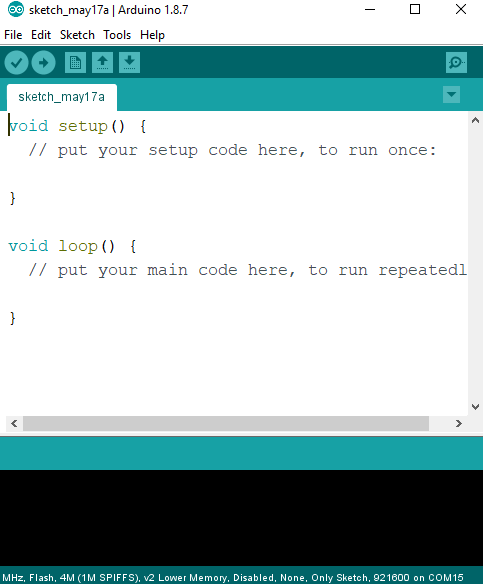 sketch_may17a | Arduino 1.8.7
File Edit Sketch Tools Help
sketch_may17a
void setup() {
  // put your setup code here, to run once:
}
void loop() {
  // put your main code here, to run repeatedl
}
MHz, Flash, 4M (1M SPIFFS), v2 Lower Memory, Disabled, None, Only Sketch, 921600 on COM15